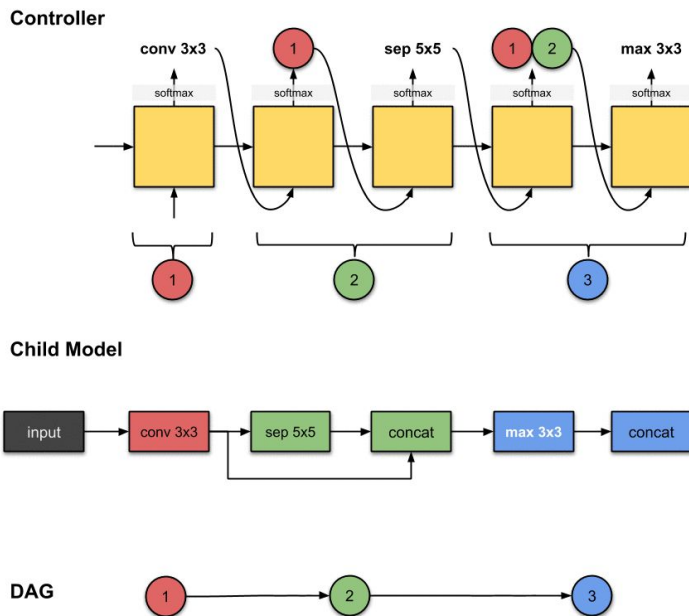 Controller
conv 3x3 1 sep 5x5 1 2 max 3x3
softmax softmax softmax softmax softmax
1 2 3
Child Model
input conv 3x3 sep 5x5 concat max 3x3 concat
DAG 1 2 3